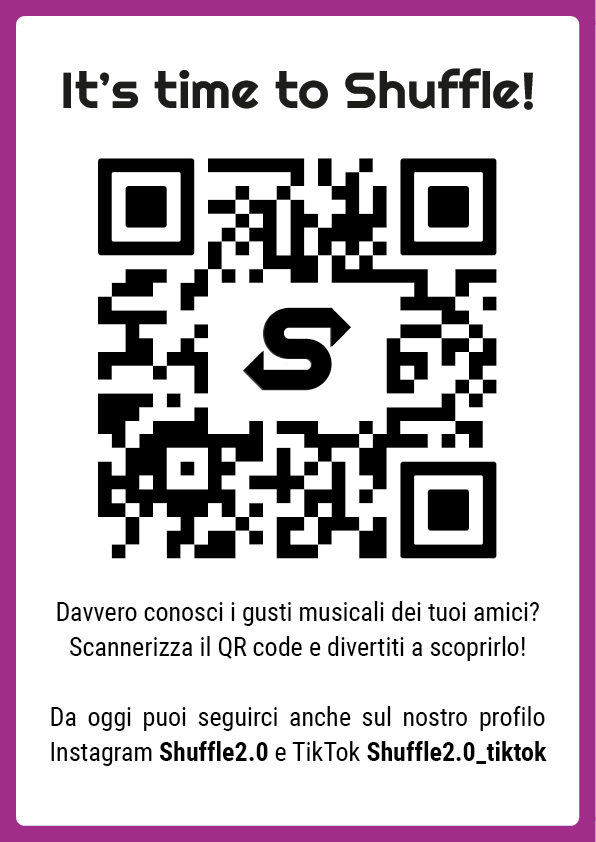 It's time to Shuffle!
S
Davvero conosci i gusti musicali dei tuoi amici?
Scannerizza il QR code e divertiti a scoprirlo!
Da oggi puoi seguirci anche sul nostro profilo
Instagram Shuffle2.0 e TikTok Shuffle2.0_tiktok